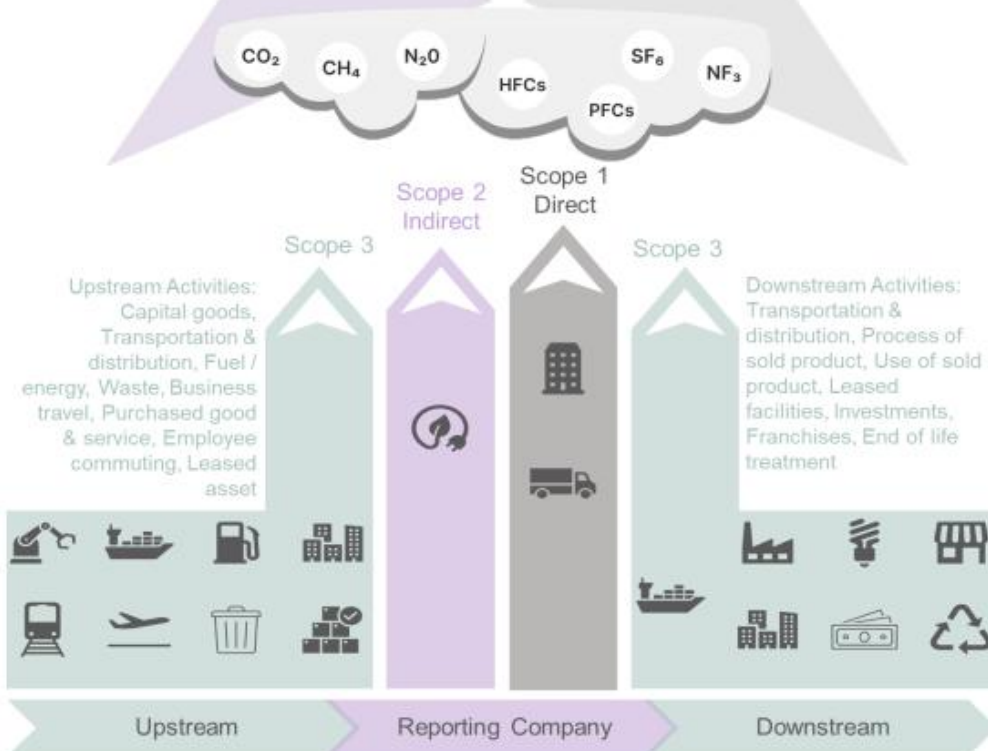 CO₂
CH₄
N₂0
HFCs
PFCs
SF₆
NF₃
Scope 3
Scope 2
Indirect
Scope 1
Direct
Scope 3
Upstream Activities:
Capital goods,
Transportation &
distribution, Fuel /
energy, Waste, Business
travel, Purchased good
& service, Employee
commuting, Leased
asset
Downstream Activities:
Transportation &
distribution, Process of
sold product, Use of sold
product, Leased
facilities, Investments,
Franchises, End of life
treatment
Upstream
Reporting Company
Downstream